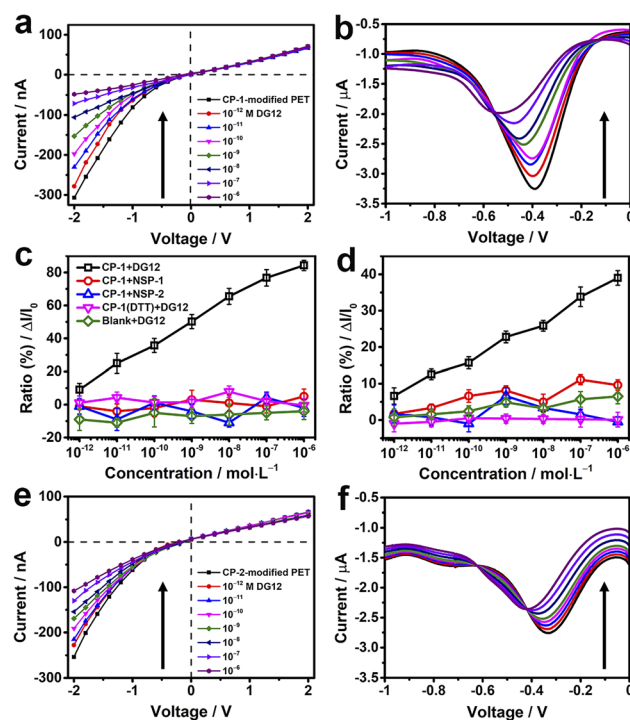 a
Current / nA
100
0
-100
-200
-300
-2
-1
0
1
2
Voltage / V
CP-1-modified PET
10⁻¹² M DG12
10⁻¹¹
10⁻¹⁰
10⁻⁹
10⁻⁸
10⁻⁷
10⁻⁶
b
Current / μA
-0.5
-1.0
-1.5
-2.0
-2.5
-3.0
-3.5
-1
-0.8
-0.6
-0.4
-0.2
0
Voltage / V
c
Ratio (%) / ΔI/I₀
80
60
40
20
0
-20
CP-1+DG12
CP-1+NSP-1
CP-1+NSP-2
CP-1(DTT)+DG12
Blank+DG12
10⁻¹² 10⁻¹¹ 10⁻¹⁰ 10⁻⁹ 10⁻⁸ 10⁻⁷ 10⁻⁶
Concentration / mol·L⁻¹
d
Ratio (%) / ΔI/I₀
40
30
20
10
0
10⁻¹² 10⁻¹¹ 10⁻¹⁰ 10⁻⁹ 10⁻⁸ 10⁻⁷ 10⁻⁶
Concentration / mol·L⁻¹
e
Current / nA
100
0
-100
-200
-300
-2
-1
0
1
2
Voltage / V
CP-2-modified PET
10⁻¹² M DG12
10⁻¹¹
10⁻¹⁰
10⁻⁹
10⁻⁸
10⁻⁷
10⁻⁶
f
Current / μA
-0.5
-1.0
-1.5
-2.0
-2.5
-3.0
-3.5
-1
-0.8
-0.6
-0.4
-0.2
0
Voltage / V